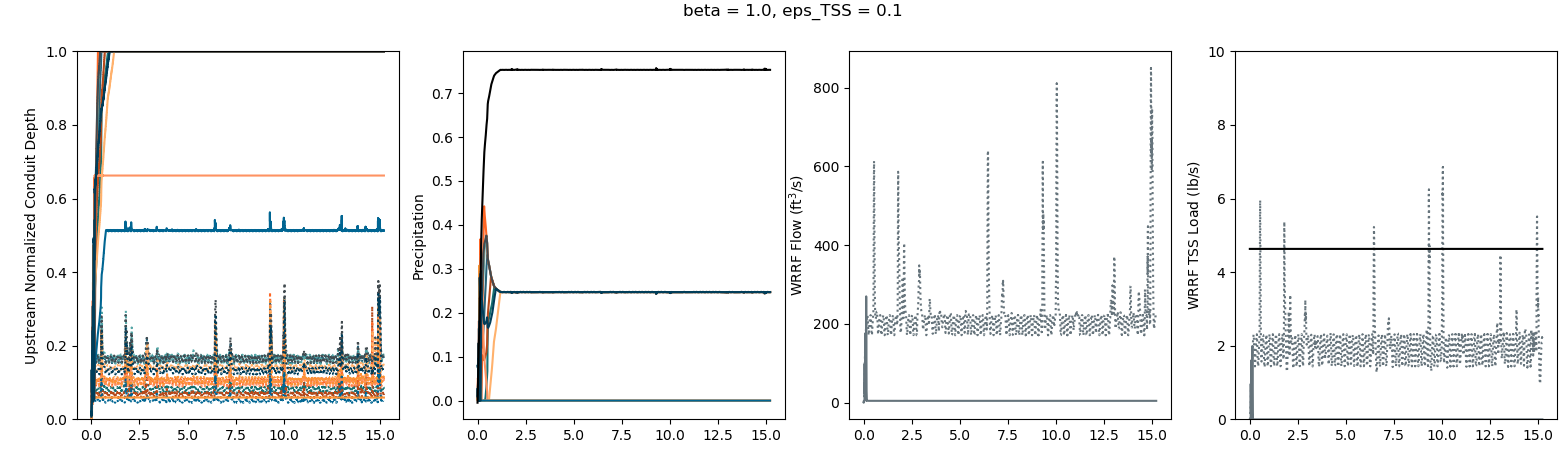 beta = 1.0, eps_TSS = 0.1
Upstream Normalized Conduit Depth
1.0
0.8
0.6
0.4
0.2
0.0
0.0 2.5 5.0 7.5 10.0 12.5 15.0
Precipitation
0.7
0.6
0.5
0.4
0.3
0.2
0.1
0.0
0.0 2.5 5.0 7.5 10.0 12.5 15.0
WRRF Flow (ft³/s)
800
600
400
200
0
0.0 2.5 5.0 7.5 10.0 12.5 15.0
WRRF TSS Load (lb/s)
10
8
6
4
2
0
0.0 2.5 5.0 7.5 10.0 12.5 15.0